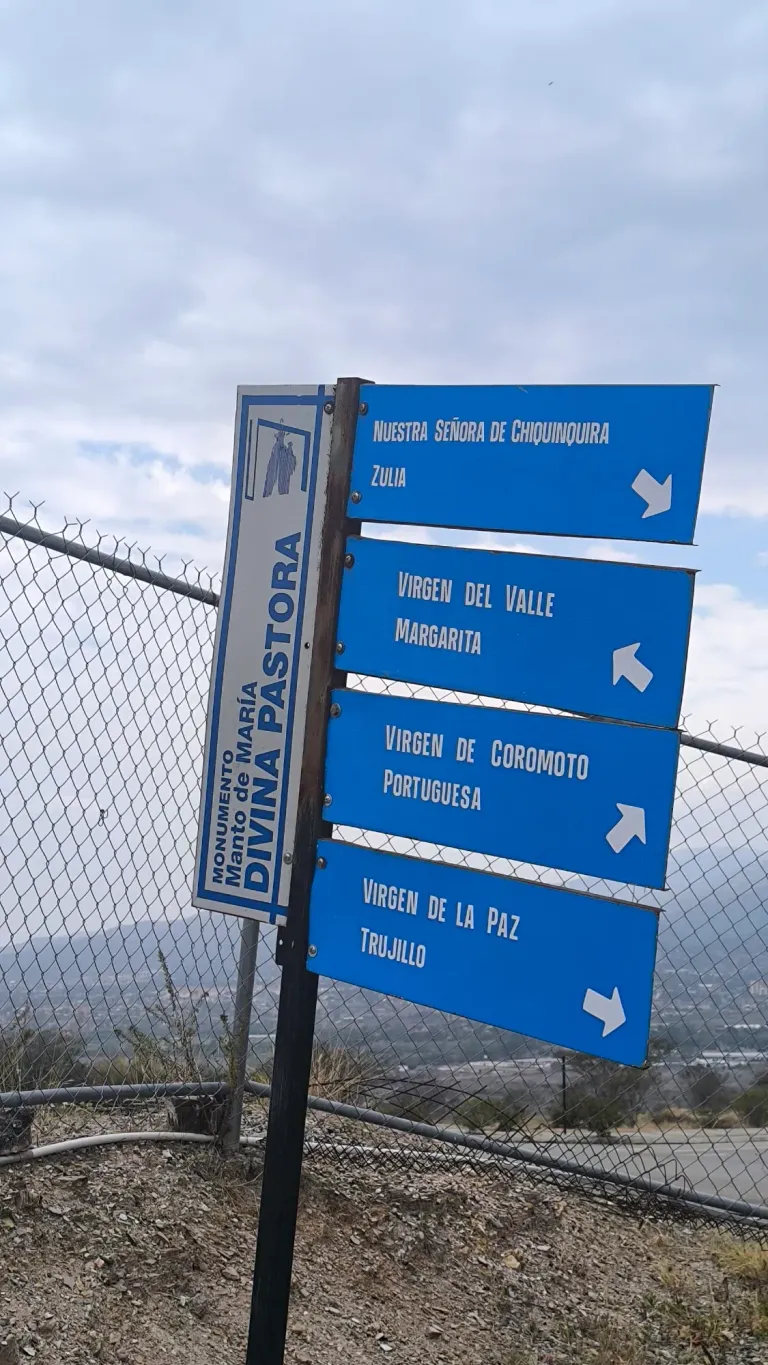 MONUMENTO
Manto de MARÍA
DIVINA PASTORA
NUESTRA SEÑORA DE CHIQUINQUIRA
ZULIA
VIRGEN DEL VALLE
MARGARITA
VIRGEN DE COROMOTO
PORTUGUESA
VIRGEN DE LA PAZ
TRUJILLO